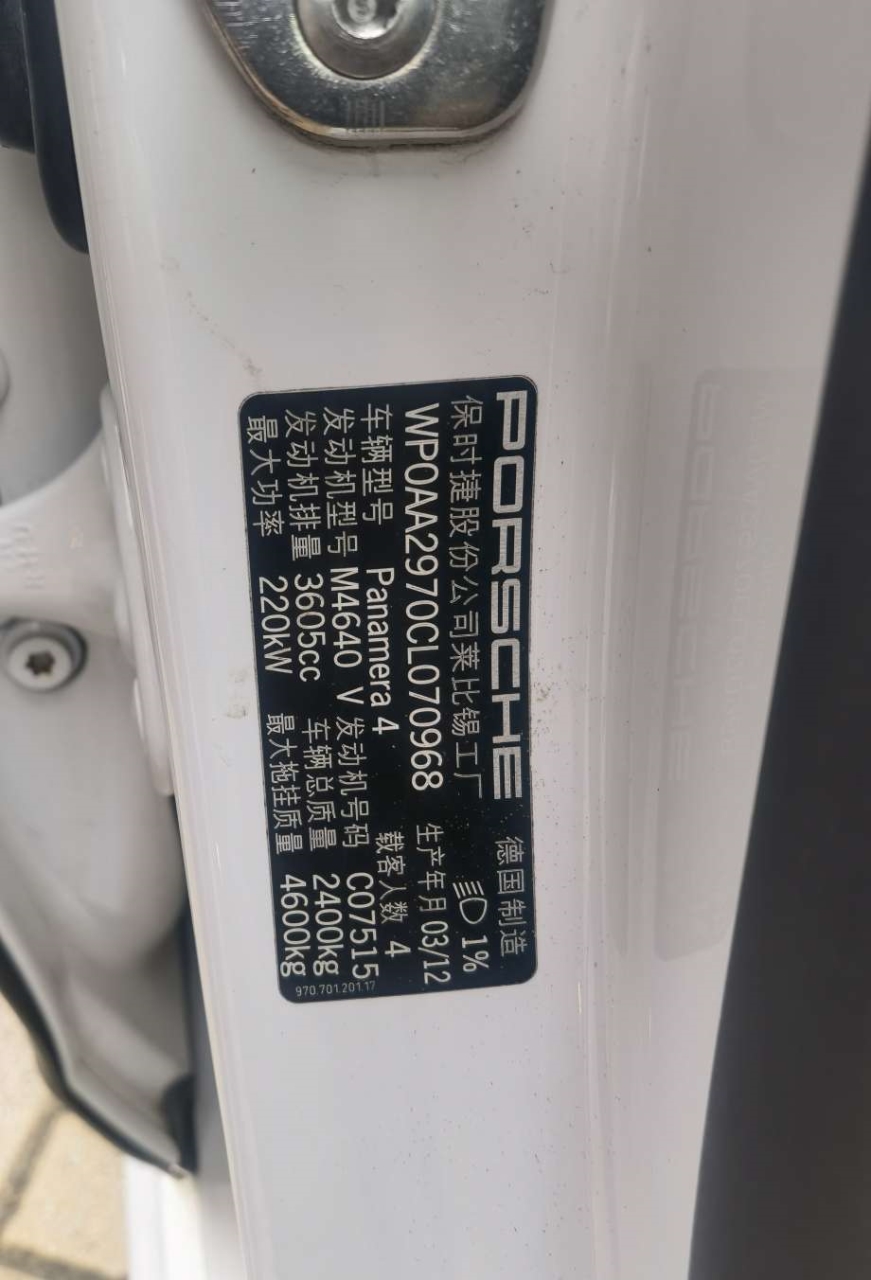 PORSCHE 德国制造
保时捷股份公司莱比锡工厂 1%
WP0AA2970CL070968 生产年月 03/12
车辆型号 Panamera 4 载客人数 4
发动机型号 M4640 V 发动机号码 C07515
发动机排量 3605cc 车辆总质量 2400kg
最大功率 220kW 最大拖挂质量 4600kg
970.701.201.17